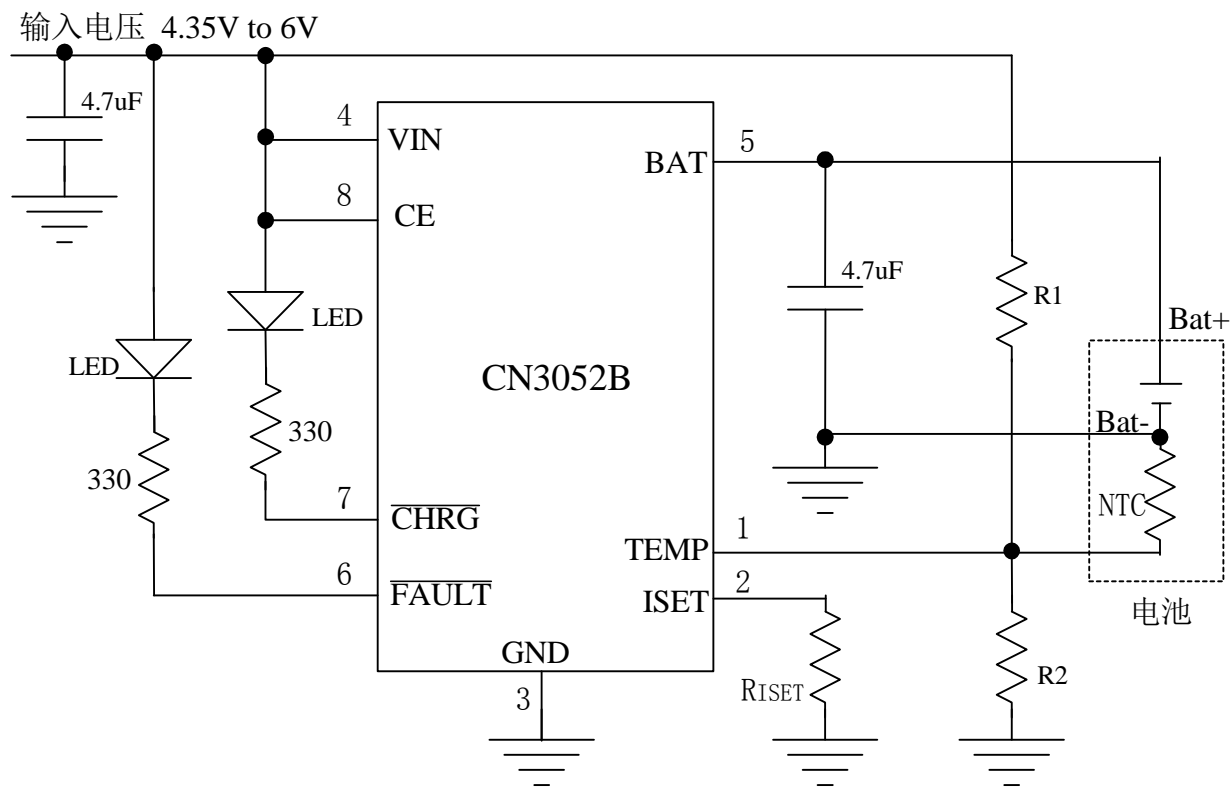 输入电压 4.35V to 6V
4.7uF
4
VIN
5
BAT
8
CE
4.7uF
R1
LED
Bat+
LED
CN3052B
Bat-
330
330
NTC
7
CHRG
1
TEMP
6
FAULT
2
ISET
电池
GND
3
RISET
R2